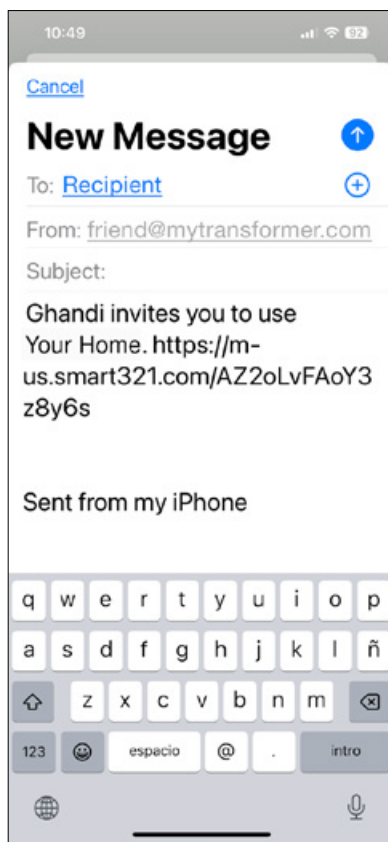 10:49
92
Cancel
New Message
To: Recipient
From: friend@mytransformer.com
Subject:
Ghandi invites you to use
Your Home. https://m-
us.smart321.com/AZ2oLvFAoY3
z8y6s
Sent from my iPhone
q w e r t y u i o p
a s d f g h j k l ñ
z x c v b n m
123 espacio @ . intro